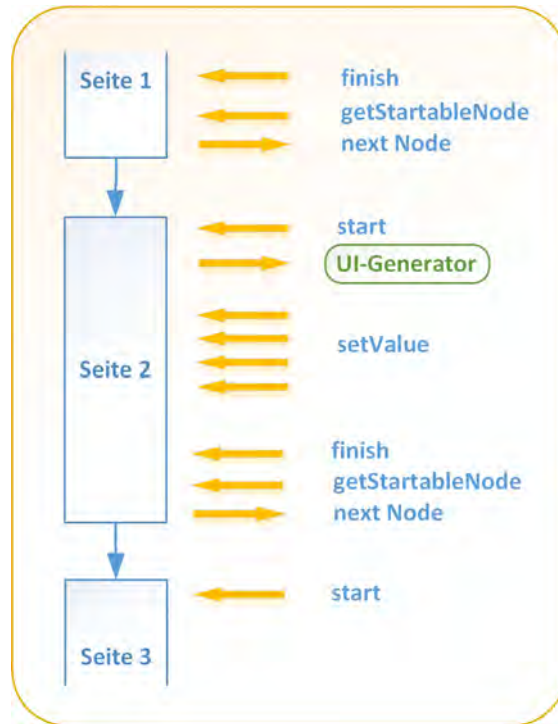 Seite 1
finish
getStartableNode
next Node
start
UI-Generator
setValue
Seite 2
finish
getStartableNode
next Node
start
Seite 3